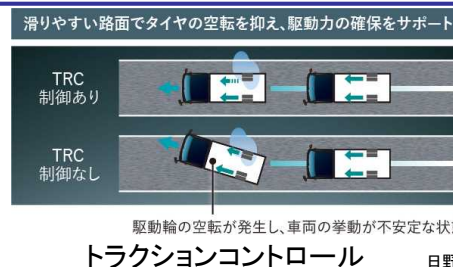 滑りやすい路面でタイヤの空転を抑え、駆動力の確保をサポート
TRC
制御あり
TRC
制御なし
駆動輪の空転が発生し、車両の挙動が不安定な状
トラクションコントロール
日野